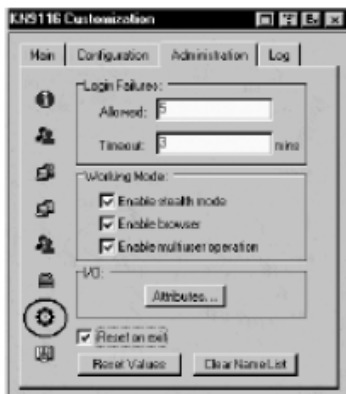 KN9116 Customization
Main Configuration Administration Log
Login Failures:
Allowed: 5
Timeout: 3 mins
Working Mode:
Enable stealth mode
Enable browser
Enable multiuser operation
I/O:
Attributes...
Reset on exit
Reset Values Clear Name List